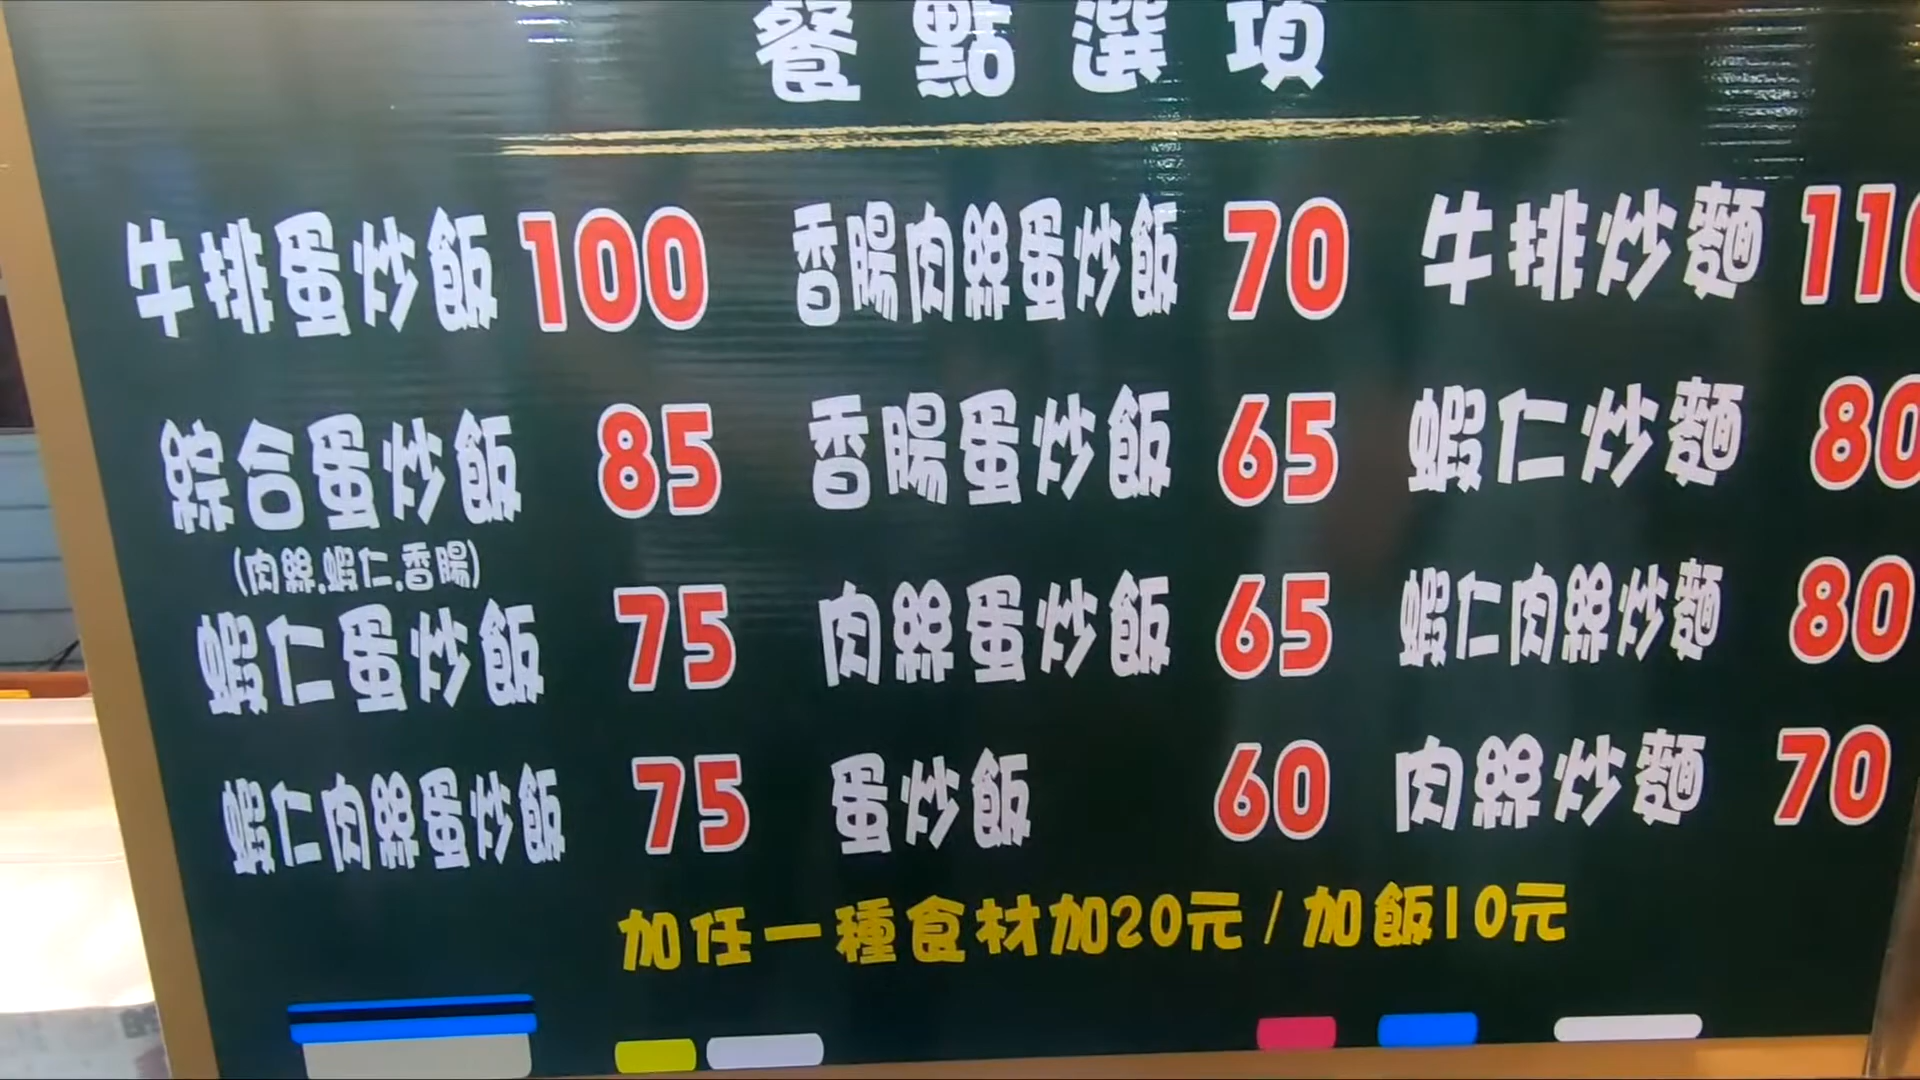 餐點選項
牛排蛋炒飯 100 香腸肉絲蛋炒飯 70 牛排炒麵 110
綜合蛋炒飯 85 香腸蛋炒飯 65 蝦仁炒麵 80
(肉絲.蝦仁.香腸)
蝦仁蛋炒飯 75 肉絲蛋炒飯 65 蝦仁肉絲炒麵 80
蝦仁肉絲蛋炒飯 75 蛋炒飯 60 肉絲炒麵 70
加任一種食材加20元/加飯10元